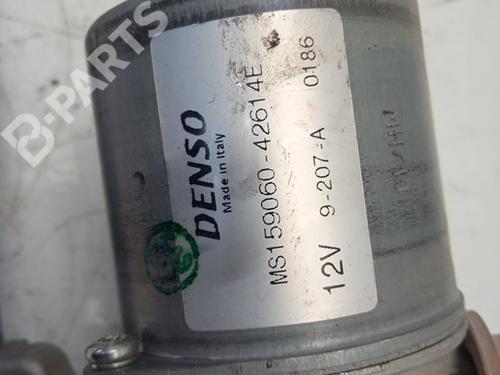 B-PARTS
DENSO
Made in Italy
MS159060-42614E
12V 9-207-A 0186